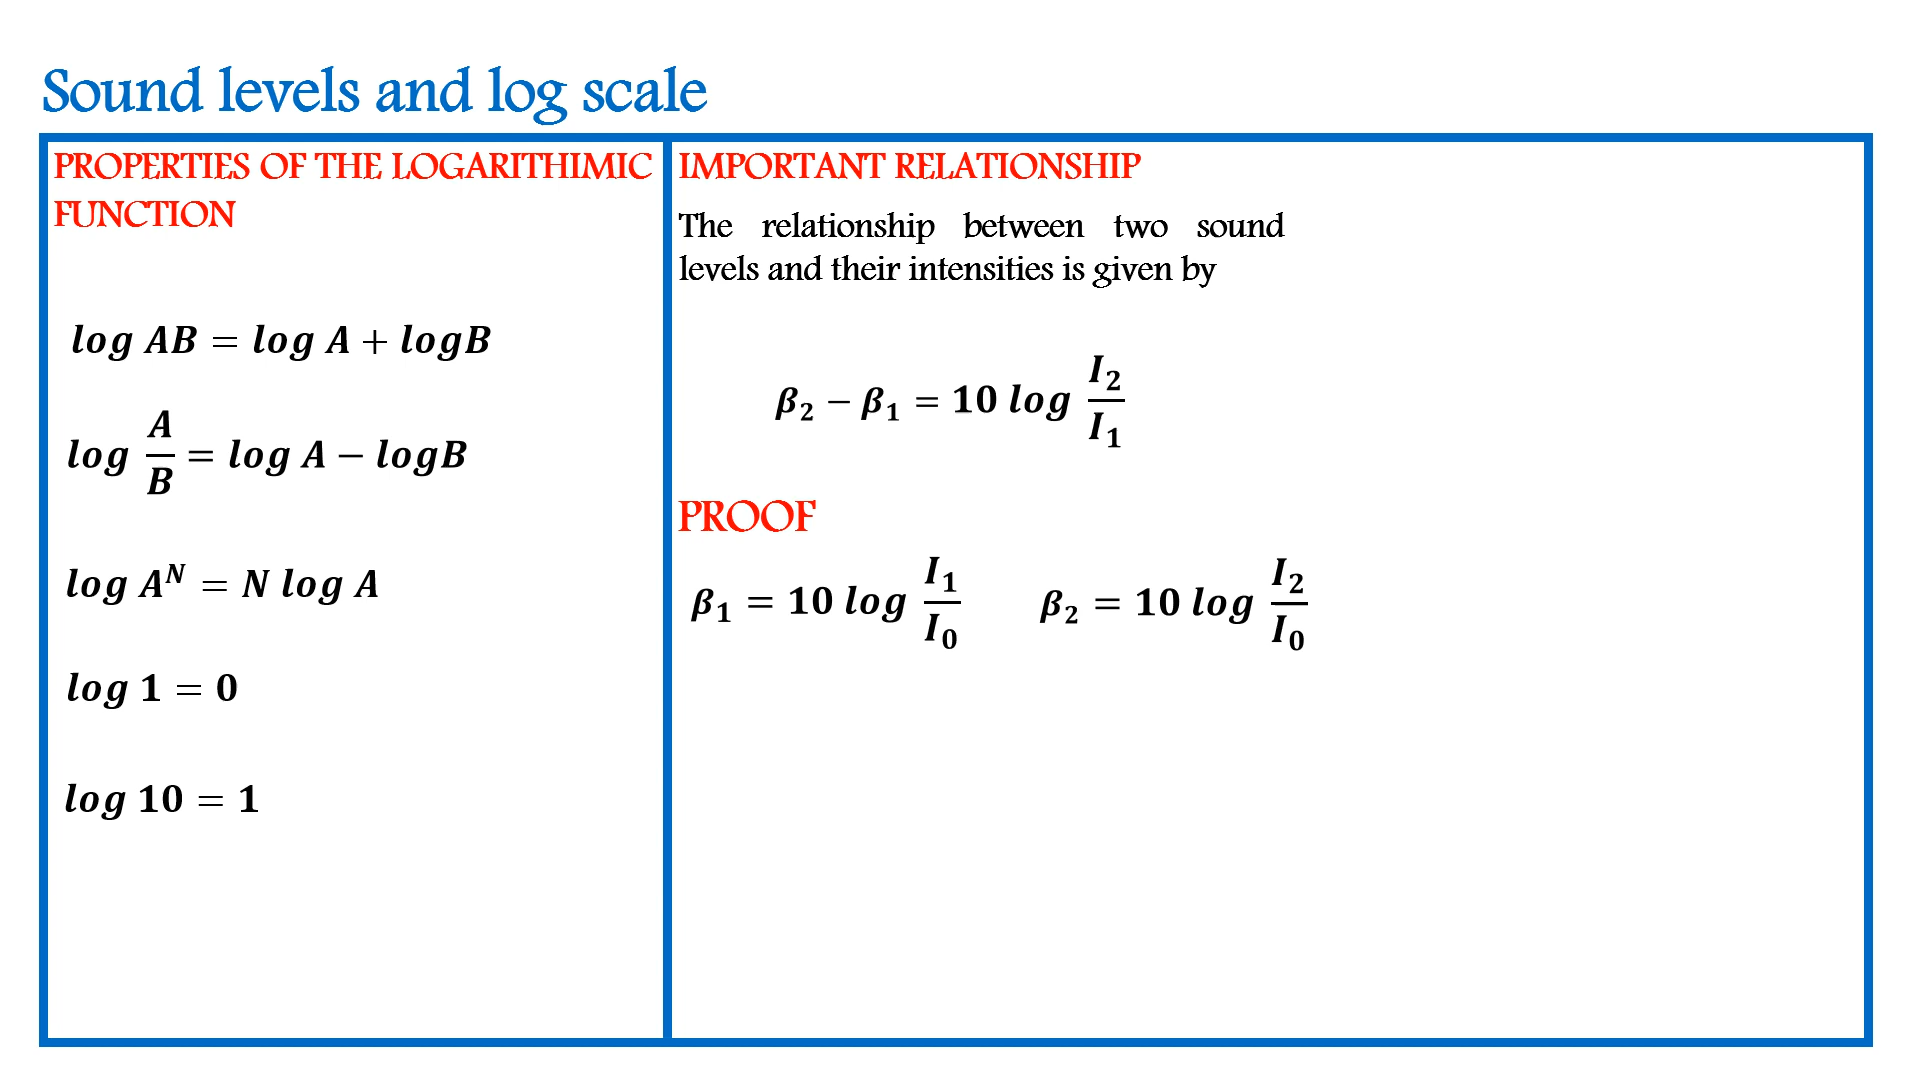 Sound levels and log scale
PROPERTIES OF THE LOGARITHIMIC
FUNCTION
log AB = log A + logB
log A/B = log A − logB
log A^N = N log A
log 1 = 0
log 10 = 1
IMPORTANT RELATIONSHIP
The relationship between two sound
levels and their intensities is given by
β₂ − β₁ = 10 log I₂/I₁
PROOF
β₁ = 10 log I₁/I₀ β₂ = 10 log I₂/I₀